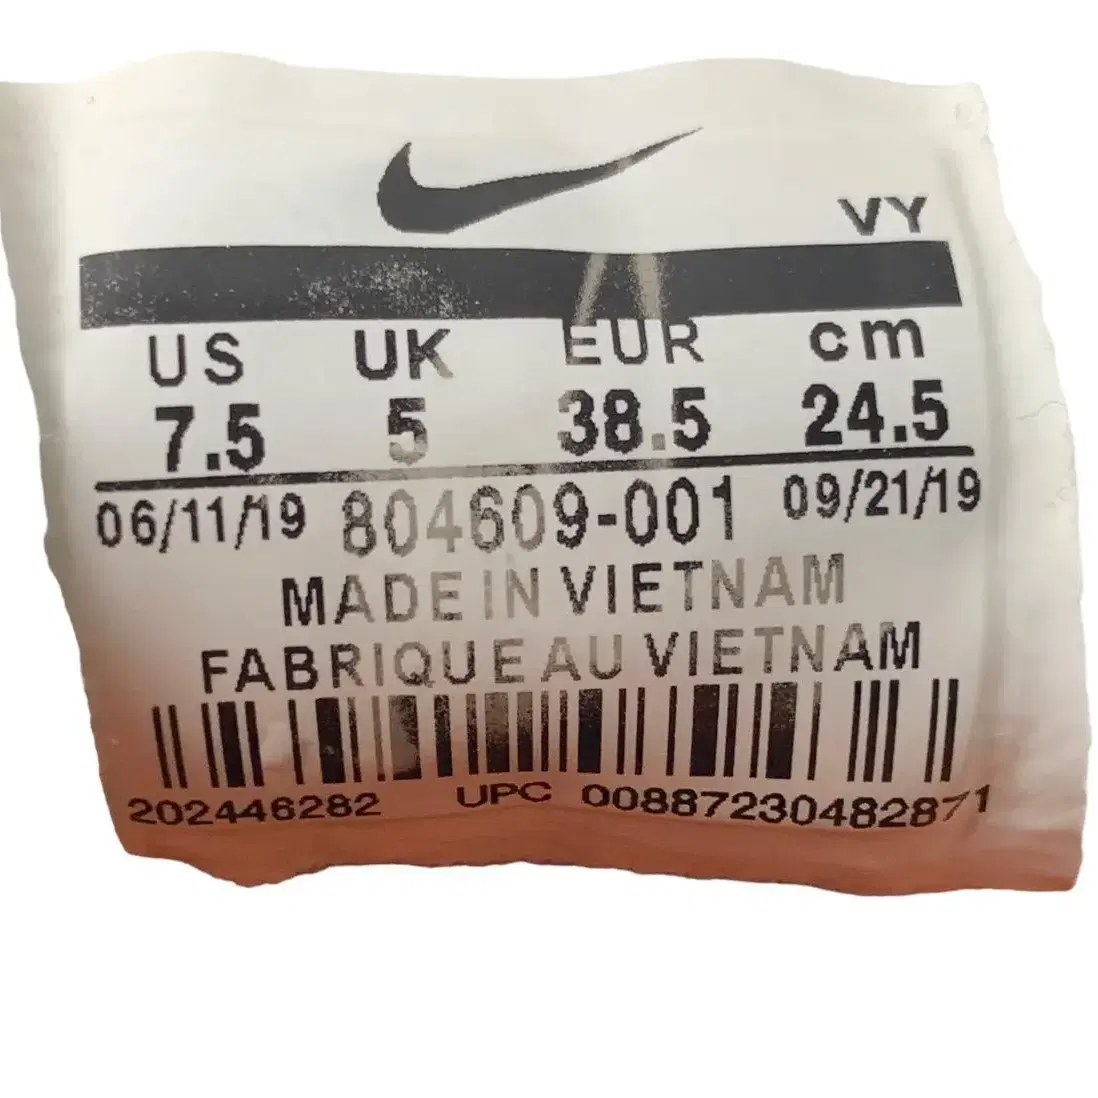 VY
US UK EUR cm
7.5 5 38.5 24.5
06/11/19 804609-001 09/21/19
MADE IN VIETNAM
FABRIQUE AU VIETNAM
202446282 UPC 00887230482871